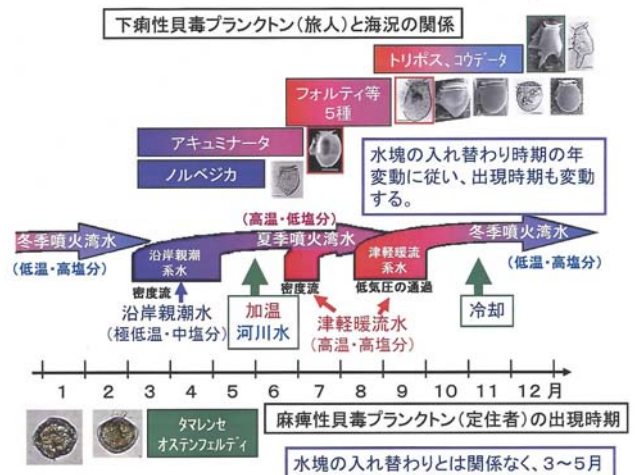 下痢性貝毒プランクトン(旅人)と海況の関係
トリポス、コウデータ
フォルティ等
5種
アキュミナータ
ノルベジカ
水塊の入れ替わり時期の年
変動に従い、出現時期も変動
する。
(高温・低塩分)
冬季噴火湾水
(低温・高塩分)
沿岸親潮
系水
夏季噴火湾水
津軽暖流
系水
冬季噴火湾水
(低温・高塩分)
密度流
密度流
低気圧の通過
沿岸親潮水
(極低温・中塩分)
加温
河川水
津軽暖流水
(高温・高塩分)
冷却
1 2 3 4 5 6 7 8 9 10 11 12 月
タマレンセ
オステンフェルディ
麻痺性貝毒プランクトン(定住者)の出現時期
水塊の入れ替わりとは関係なく、3~5月